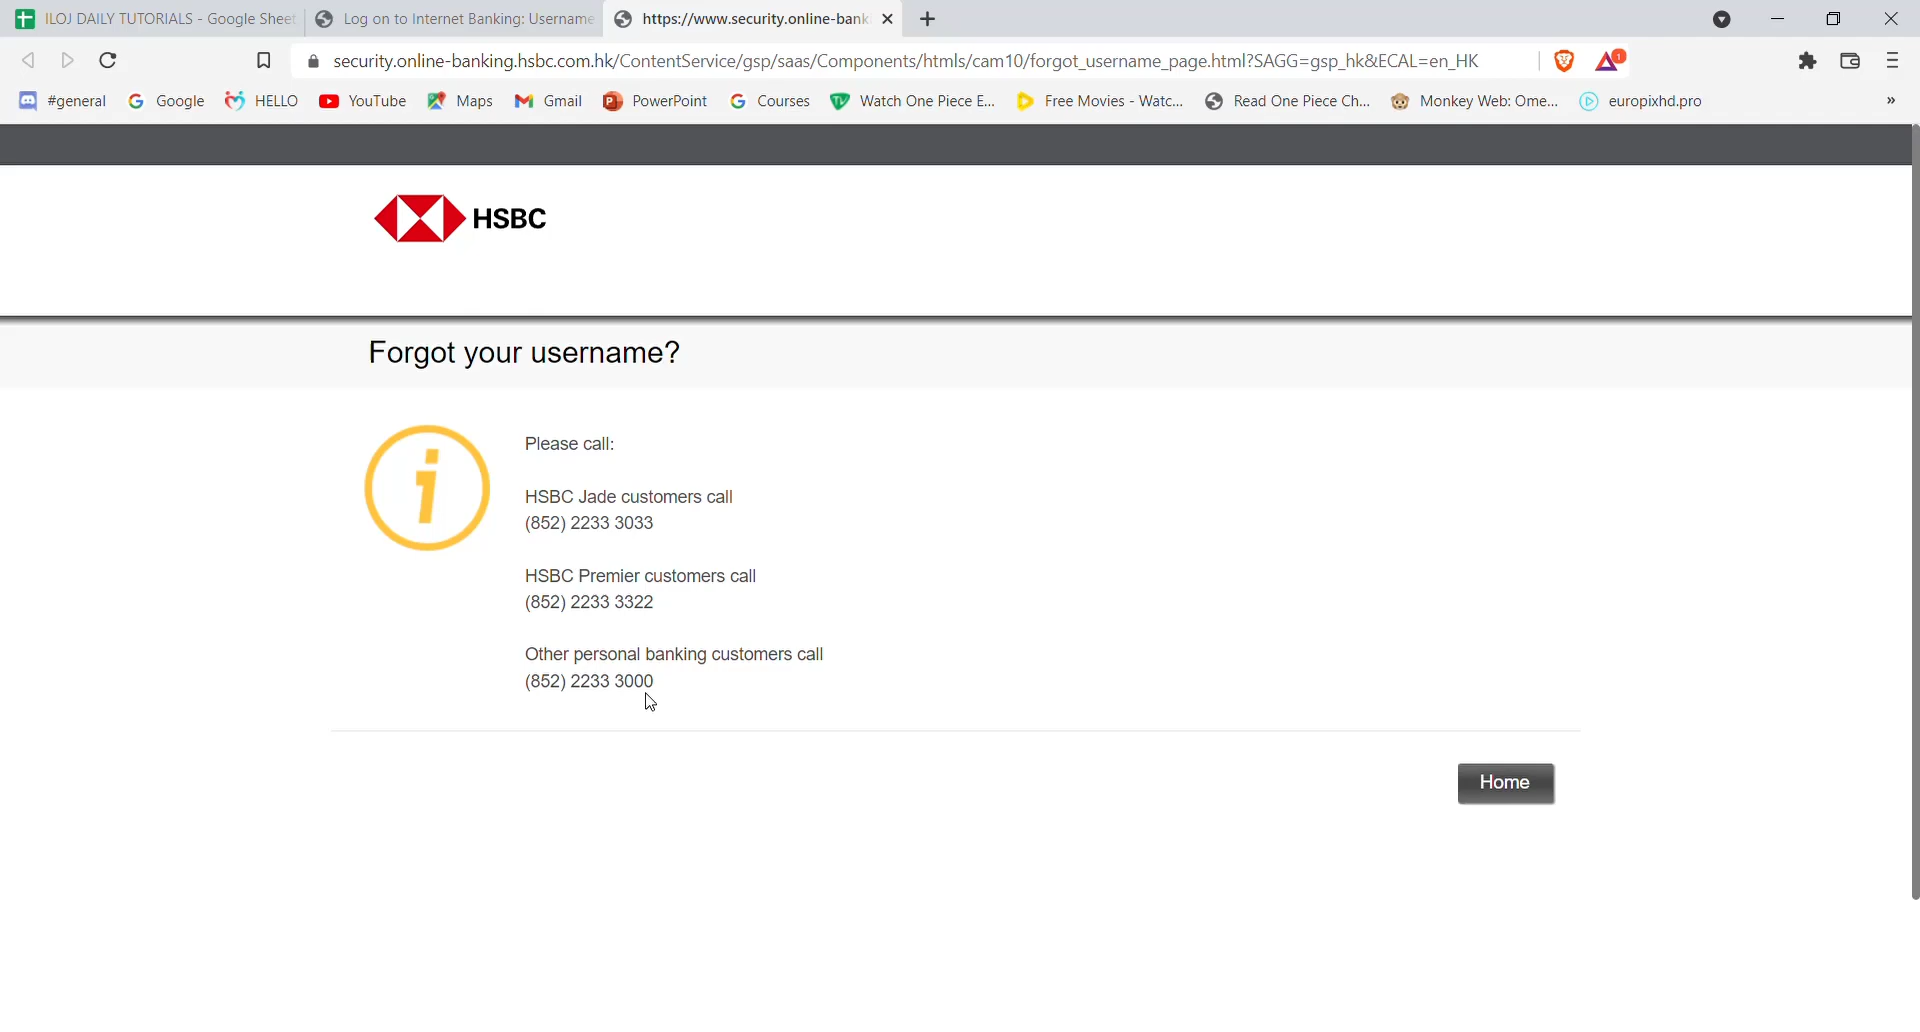 ILOJ DAILY TUTORIALS - Google Sheet
Log on to Internet Banking: Username
https://www.security.online-bank
security.online-banking.hsbc.com.hk/ContentService/gsp/saas/Components/htmls/cam10/forgot_username_page.html?SAGG=gsp_hk&ECAL=en_HK
1
#general
Google
HELLO
YouTube
Maps
Gmail
PowerPoint
Courses
Watch One Piece E...
Free Movies - Watc...
Read One Piece Ch...
Monkey Web: Ome...
europixhd.pro
»
HSBC
Forgot your username?
Please call:
HSBC Jade customers call
(852) 2233 3033
HSBC Premier customers call
(852) 2233 3322
Other personal banking customers call
(852) 2233 3000
Home